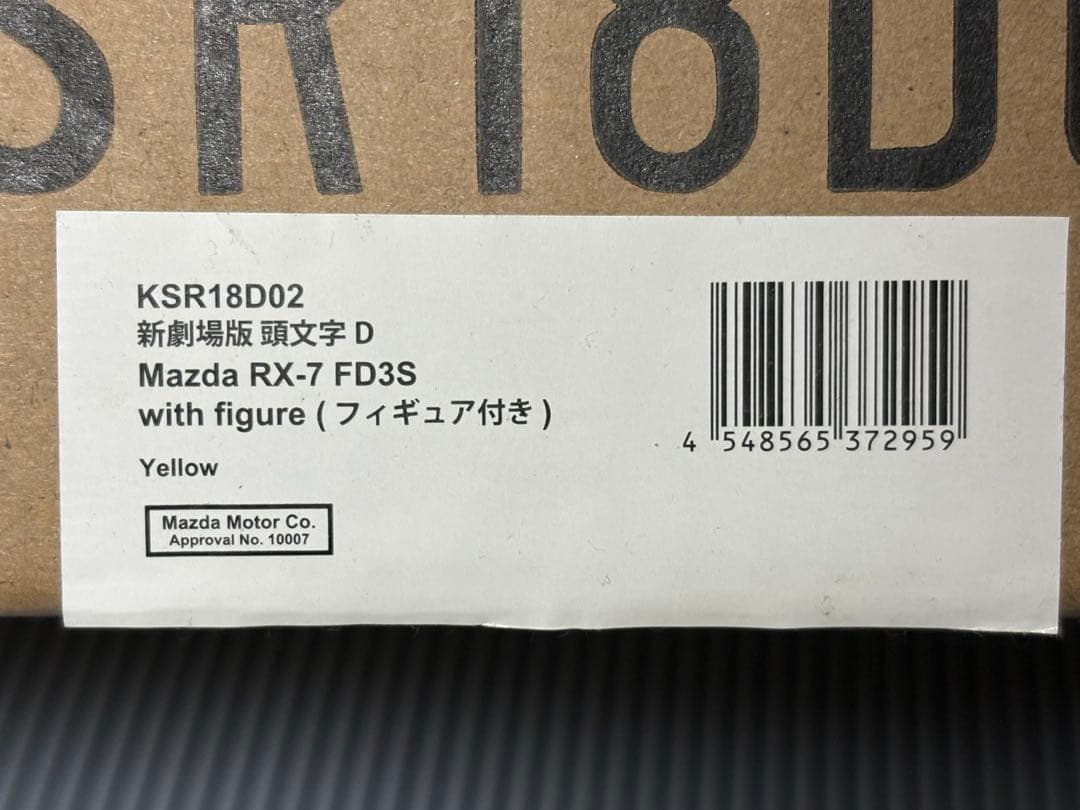 SR18D
KSR18D02
新劇場版 頭文字 D
Mazda RX-7 FD3S
with figure ( フィギュア付き )
Yellow
Mazda Motor Co.
Approval No. 10007
4 548565 372959